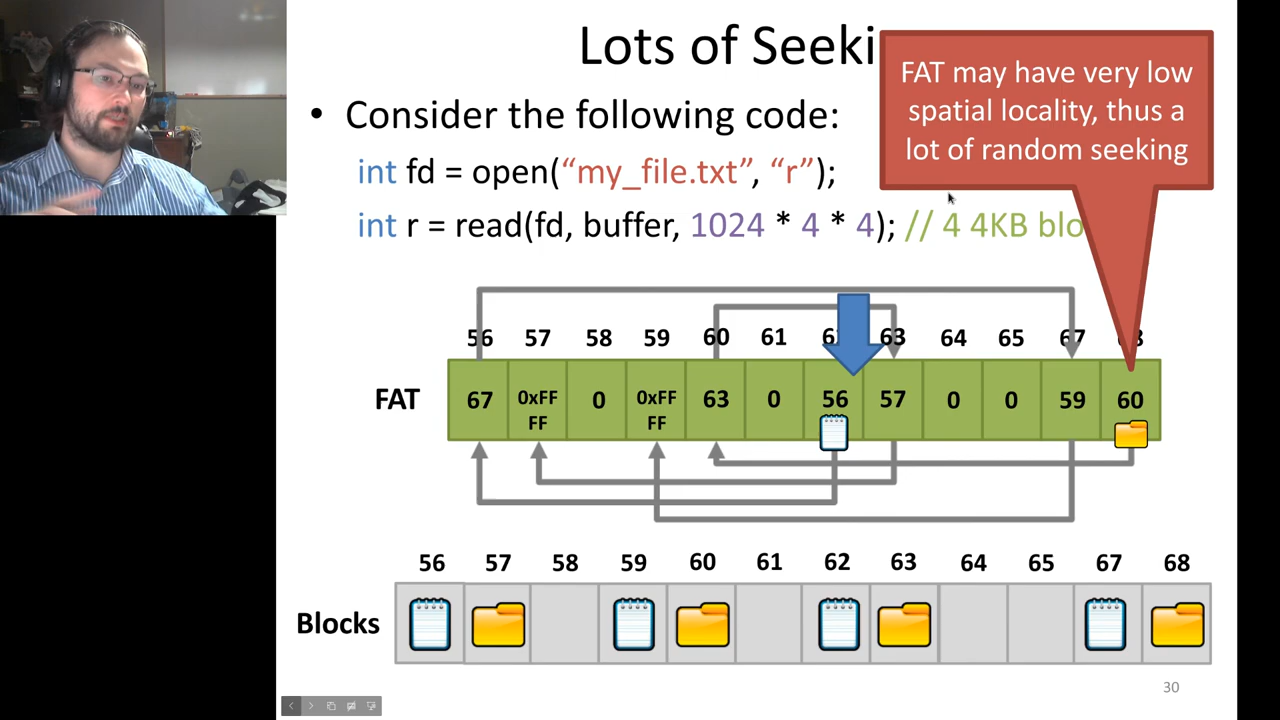 Lots of Seeki
FAT may have very low
spatial locality, thus a
lot of random seeking
• Consider the following code:
int fd = open(“my_file.txt”, “r”);
int r = read(fd, buffer, 1024 * 4 * 4); // 4 4KB blo
56 57 58 59 60 61 63 64 65 67
FAT
67 0xFF FF 0 0xFF FF 63 0 56 57 0 0 59 60
56 57 58 59 60 61 62 63 64 65 67 68
Blocks
30